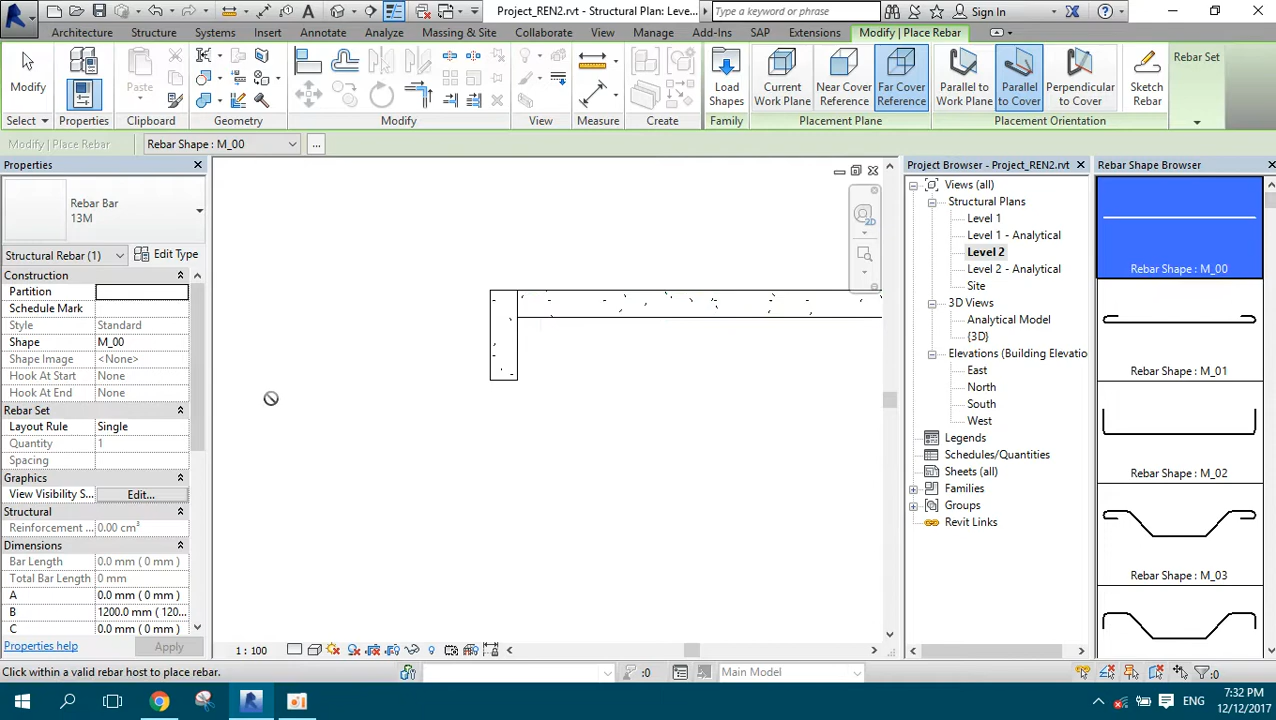 Project_REN2.rvt - Structural Plan: Leve...
Type a keyword or phrase
Sign In
Architecture Structure Systems Insert Annotate Analyze Massing & Site Collaborate View Manage Add-Ins SAP Extensions Modify | Place Rebar
Modify
Paste
Load Shapes
Current Work Plane
Near Cover Reference
Far Cover Reference
Parallel to Work Plane
Parallel to Cover
Perpendicular to Cover
Sketch Rebar
Rebar Set
Select Properties Clipboard Geometry Modify View Measure Create Family Placement Plane Placement Orientation
Modify | Place Rebar
Rebar Shape : M_00
...
Properties
Project Browser - Project_REN2.rvt
Rebar Shape Browser
Rebar Bar
13M
Structural Rebar (1)
Edit Type
Construction
Partition
Schedule Mark
Style Standard
Shape M_00
Shape Image <None>
Hook At Start None
Hook At End None
Rebar Set
Layout Rule Single
Quantity 1
Spacing
Graphics
View Visibility S... Edit...
Structural
Reinforcement ... 0.00 cm³
Dimensions
Bar Length 0.0 mm ( 0 mm )
Total Bar Length 0 mm
A 0.0 mm ( 0 mm )
B 1200.0 mm ( 120...
C 0.0 mm ( 0 mm )
Properties help
Apply
2D
Views (all)
Structural Plans
Level 1
Level 1 - Analytical
Level 2
Level 2 - Analytical
Site
3D Views
Analytical Model
{3D}
Elevations (Building Elevatio
East
North
South
West
Legends
Schedules/Quantities
Sheets (all)
Families
Groups
Revit Links
Rebar Shape : M_00
Rebar Shape : M_01
Rebar Shape : M_02
Rebar Shape : M_03
1 : 100
Click within a valid rebar host to place rebar.
:0
Main Model
:0
ENG
7:32 PM
12/12/2017